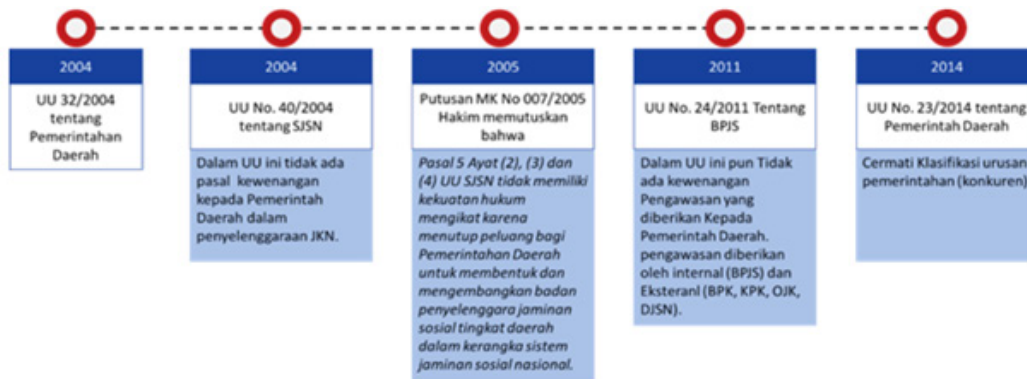 2004
UU 32/2004
tentang
Pemerintahan
Daerah
2004
UU No. 40/2004
tentang SJSN
Dalam UU ini tidak ada
pasal kewenangan
kepada Pemerintah
Daerah dalam
penyelenggaraan JKN.
2005
Putusan MK No 007/2005
Hakim memutuskan
bahwa
Pasal 5 Ayat (2), (3) dan
(4) UU SJSN tidak memiliki
kekuatan hukum
mengikat karena
menutup peluang bagi
Pemerintahan Daerah
untuk membentuk dan
mengembangkan badan
penyelenggara jaminan
sosial tingkat daerah
dalam kerangka sistem
jaminan sosial nasional.
2011
UU No. 24/2011 Tentang
BPJS
Dalam UU ini pun Tidak
ada kewenangan
Pengawasan yang
diberikan Kepada
Pemerintah Daerah.
pengawasan diberikan
oleh internal (BPJS) dan
Eksteranl (BPK, KPK, OJK,
DJSN).
2014
UU No. 23/2014 tentang
Pemerintah Daerah
Cermati Klasifikasi urusan
pemerintahan (konkuren)